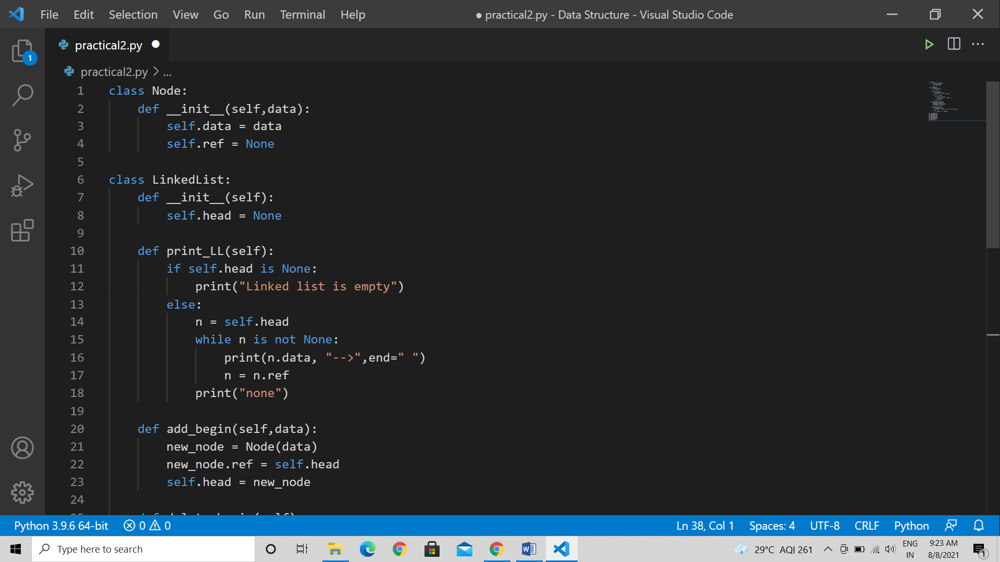 File Edit Selection View Go Run Terminal Help ● practical2.py - Data Structure - Visual Studio Code
practical2.py ●
1
practical2.py > ...
1 class Node:
2     def __init__(self,data):
3         self.data = data
4         self.ref = None
5
6 class LinkedList:
7     def __init__(self):
8         self.head = None
9
10     def print_LL(self):
11         if self.head is None:
12             print("Linked list is empty")
13         else:
14             n = self.head
15             while n is not None:
16                 print(n.data, "-->",end=" ")
17                 n = n.ref
18             print("none")
19
20     def add_begin(self,data):
21         new_node = Node(data)
22         new_node.ref = self.head
23         self.head = new_node
24
Python 3.9.6 64-bit 0 0 Ln 38, Col 1 Spaces: 4 UTF-8 CRLF Python
Type here to search 29°C AQI 261 ENG IN 9:23 AM 8/8/2021 1